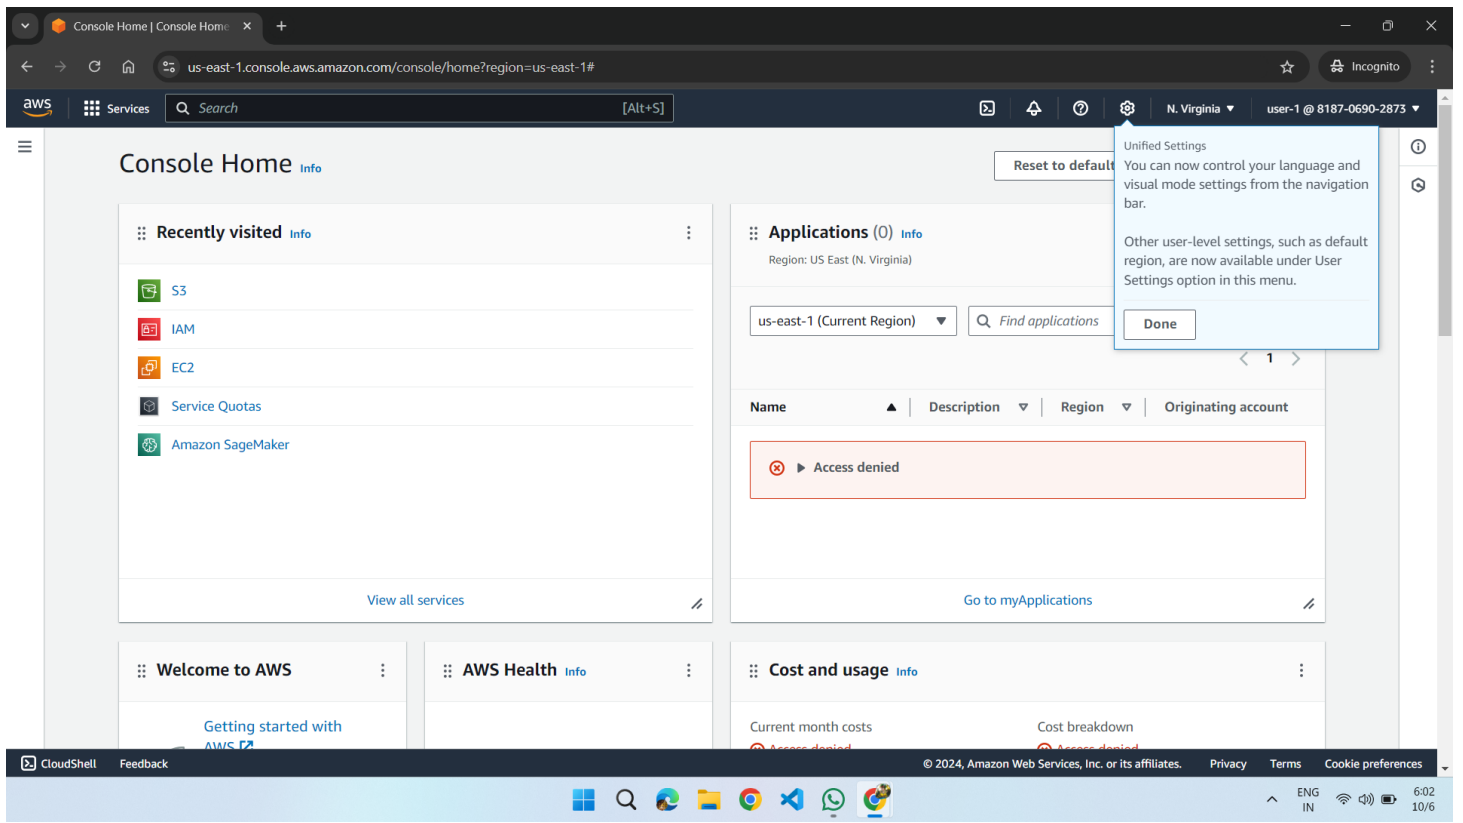 Console Home | Console Home
us-east-1.console.aws.amazon.com/console/home?region=us-east-1#
Incognito
aws
Services
Search
[Alt+S]
N. Virginia
user-1 @ 8187-0690-2873
Console Home Info
Reset to default
Unified Settings
You can now control your language and
visual mode settings from the navigation
bar.
Other user-level settings, such as default
region, are now available under User
Settings option in this menu.
Done
Recently visited Info
S3
IAM
EC2
Service Quotas
Amazon SageMaker
View all services
Applications (0) Info
Region: US East (N. Virginia)
us-east-1 (Current Region)
Find applications
1
Name
Description
Region
Originating account
Access denied
Go to myApplications
Welcome to AWS
Getting started with
AWS
AWS Health Info
Cost and usage Info
Current month costs
Access denied
Cost breakdown
Access denied
CloudShell
Feedback
© 2024, Amazon Web Services, Inc. or its affiliates.
Privacy
Terms
Cookie preferences
ENG
IN
6:02
10/6